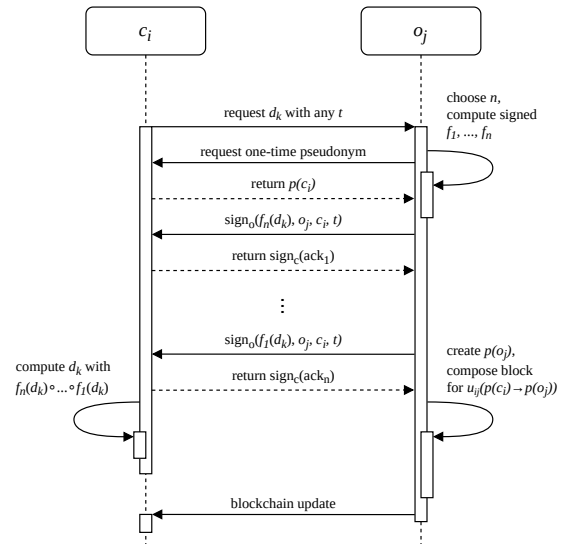 c_i
o_j
request d_k with any t
choose n,
compute signed
f_1, ..., f_n
request one-time pseudonym
return p(c_i)
sign_o(f_n(d_k), o_j, c_i, t)
return sign_c(ack_1)
⋮
sign_o(f_1(d_k), o_j, c_i, t)
return sign_c(ack_n)
compute d_k with
f_n(d_k)∘...∘f_1(d_k)
create p(o_j),
compose block
for u_ij(p(c_i)→p(o_j))
blockchain update